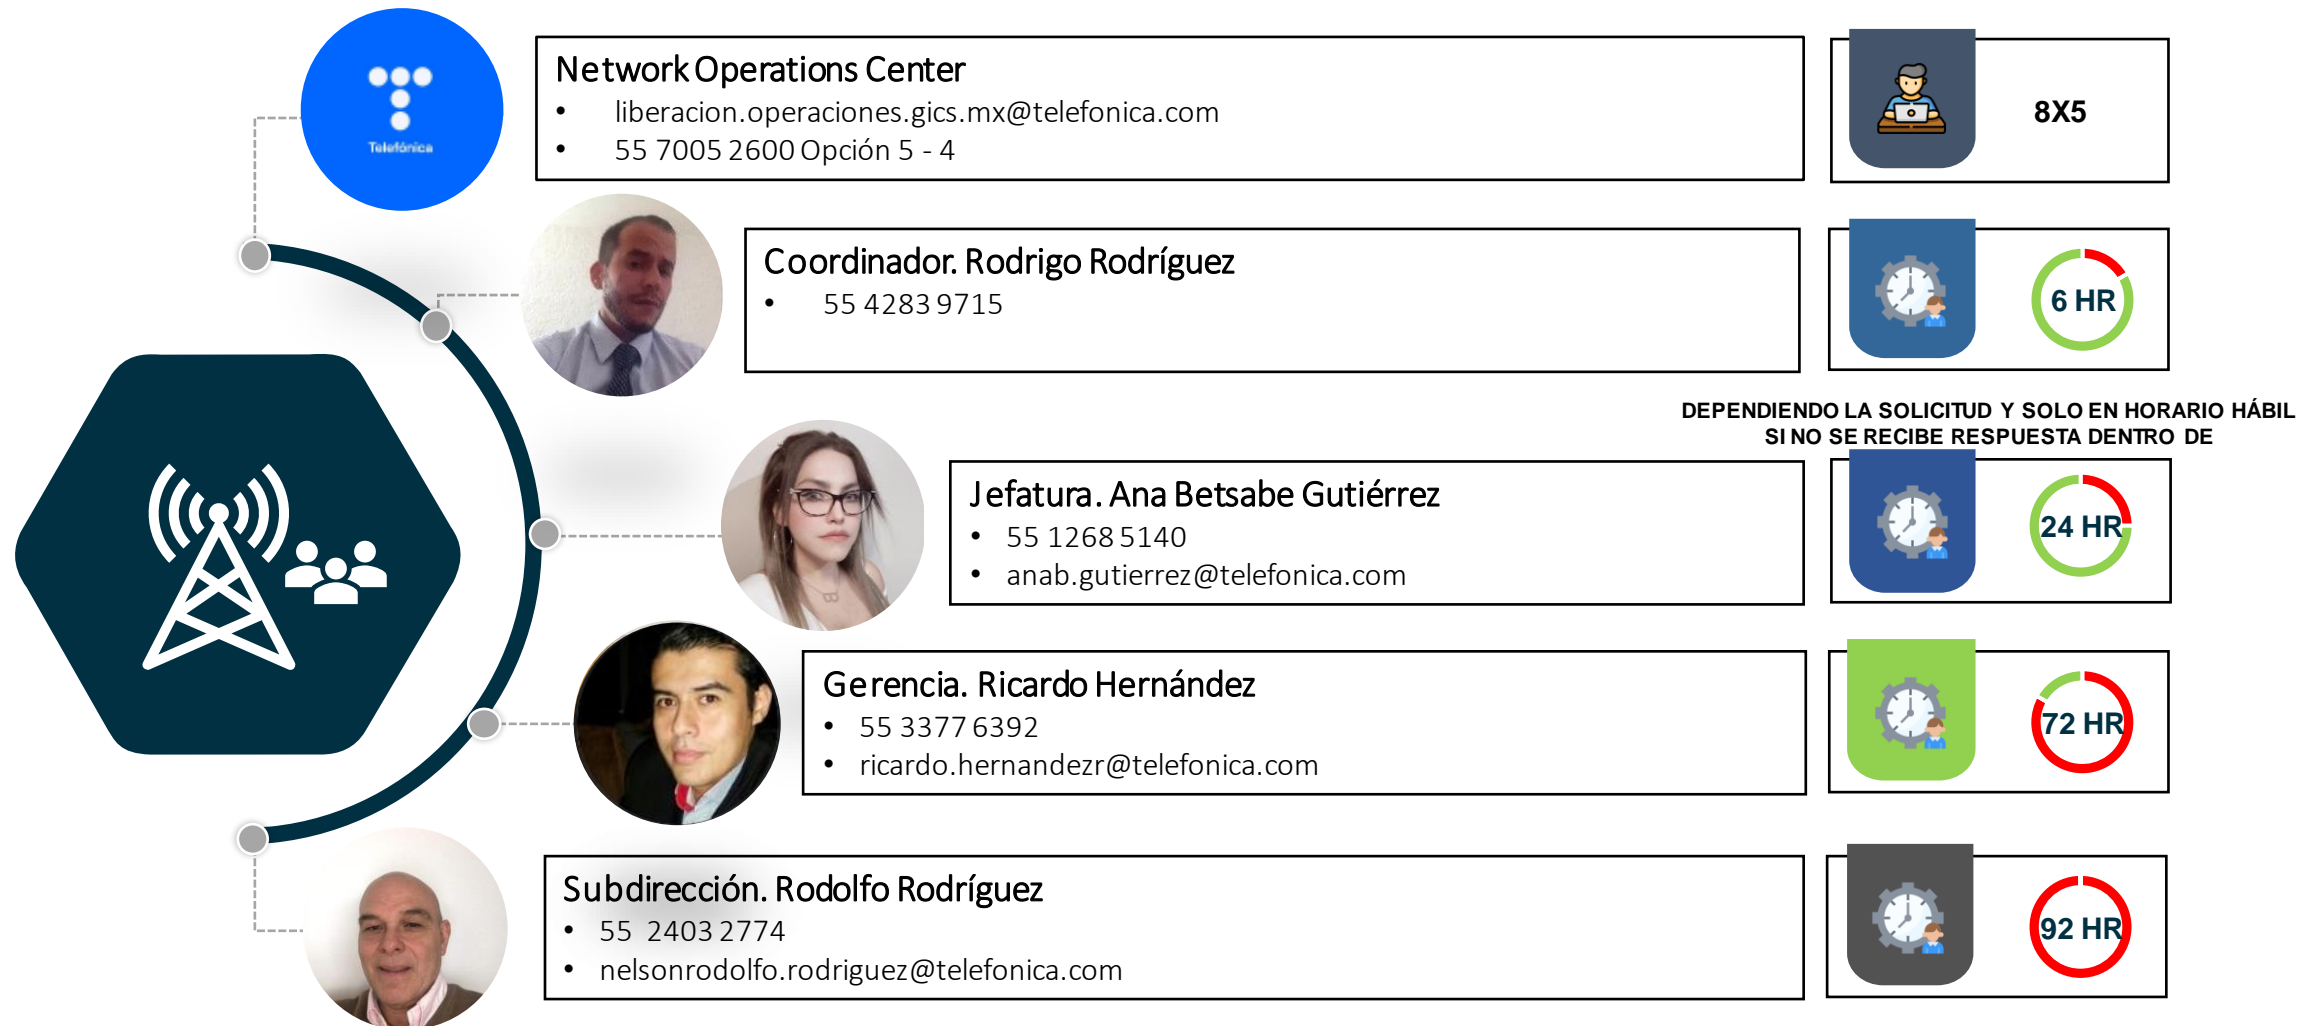 Telefónica
Network Operations Center
• liberacion.operaciones.gics.mx@telefonica.com
• 55 7005 2600 Opción 5 - 4
8X5
Coordinador. Rodrigo Rodríguez
• 55 4283 9715
6 HR
DEPENDIENDO LA SOLICITUD Y SOLO EN HORARIO HÁBIL
SI NO SE RECIBE RESPUESTA DENTRO DE
Jefatura. Ana Betsabe Gutiérrez
• 55 1268 5140
• anab.gutierrez@telefonica.com
24 HR
Gerencia. Ricardo Hernández
• 55 3377 6392
• ricardo.hernandezr@telefonica.com
72 HR
Subdirección. Rodolfo Rodríguez
• 55 2403 2774
• nelsonrodolfo.rodriguez@telefonica.com
92 HR